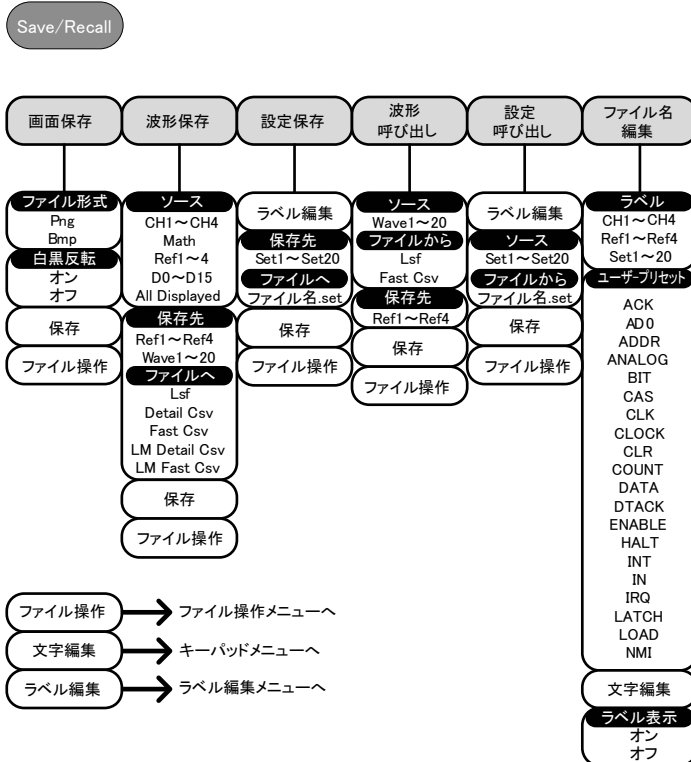 Save/Recall
画面保存
ファイル形式
Png
Bmp
白黒反転
オン
オフ
保存
ファイル操作
波形保存
ソース
CH1～CH4
Math
Ref1～4
D0～D15
All Displayed
保存先
Ref1～Ref4
Wave1～20
ファイルへ
Lsf
Detail Csv
Fast Csv
LM Detail Csv
LM Fast Csv
保存
ファイル操作
設定保存
ラベル編集
保存先
Set1～Set20
ファイルへ
ファイル名.set
保存
ファイル操作
波形
呼び出し
ソース
Wave1～20
ファイルから
Lsf
Fast Csv
保存先
Ref1～Ref4
保存
ファイル操作
設定
呼び出し
ラベル編集
ソース
Set1～Set20
ファイルから
ファイル名.set
保存
ファイル操作
ファイル名
編集
ラベル
CH1～CH4
Ref1～Ref4
Set1～20
ユーザープリセット
ACK
AD0
ADDR
ANALOG
BIT
CAS
CLK
CLOCK
CLR
COUNT
DATA
DTACK
ENABLE
HALT
INT
IN
IRQ
LATCH
LOAD
NMI
文字編集
ラベル表示
オン
オフ
ファイル操作 ファイル操作メニューへ
文字編集 キーパッドメニューへ
ラベル編集 ラベル編集メニューへ